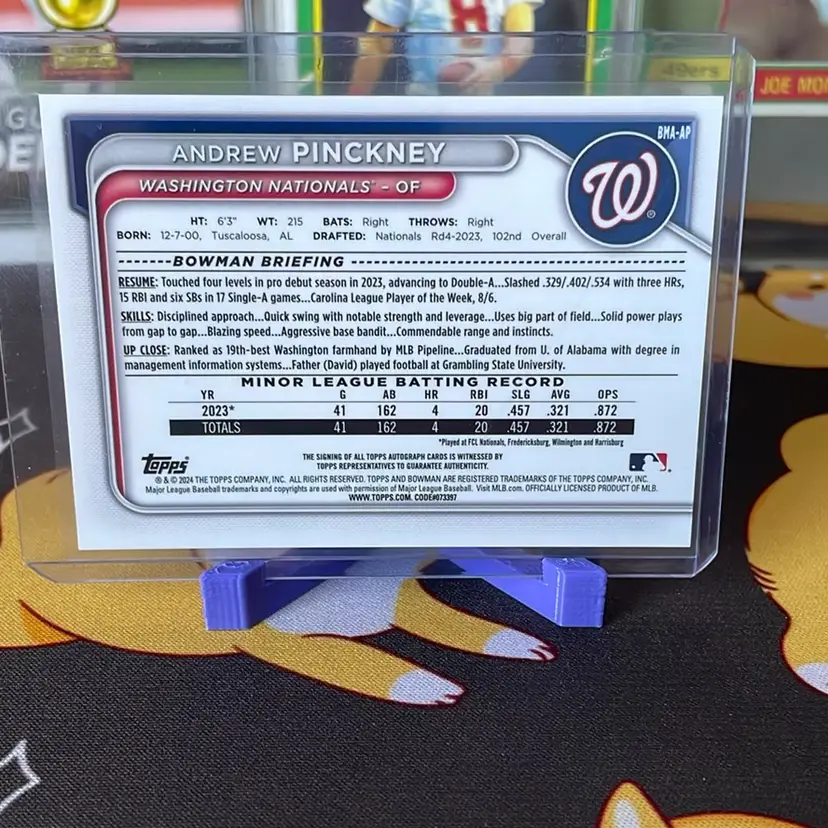 49ers
JOE MO
BMA-AP
ANDREW PINCKNEY
WASHINGTON NATIONALS® - OF
W
®
HT: 6'3" WT: 215 BATS: Right THROWS: Right
BORN: 12-7-00, Tuscaloosa, AL DRAFTED: Nationals Rd4-2023, 102nd Overall
BOWMAN BRIEFING
RESUME: Touched four levels in pro debut season in 2023, advancing to Double-A...Slashed .329/.402/.534 with three HRs,
15 RBI and six SBs in 17 Single-A games...Carolina League Player of the Week, 8/6.
SKILLS: Disciplined approach...Quick swing with notable strength and leverage...Uses big part of field...Solid power plays
from gap to gap...Blazing speed...Aggressive base bandit...Commendable range and instincts.
UP CLOSE: Ranked as 19th-best Washington farmhand by MLB Pipeline...Graduated from U. of Alabama with degree in
management information systems...Father (David) played football at Grambling State University.
MINOR LEAGUE BATTING RECORD
YR G AB HR RBI SLG AVG OPS
2023* 41 162 4 20 .457 .321 .872
TOTALS 41 162 4 20 .457 .321 .872
*Played at FCL Nationals, Fredericksburg, Wilmington and Harrisburg
topps
THE SIGNING OF ALL TOPPS AUTOGRAPH CARDS IS WITNESSED BY
TOPPS REPRESENTATIVES TO GUARANTEE AUTHENTICITY.
® & © 2024 THE TOPPS COMPANY, INC. ALL RIGHTS RESERVED. TOPPS AND BOWMAN ARE REGISTERED TRADEMARKS OF THE TOPPS COMPANY, INC.
Major League Baseball trademarks and copyrights are used with permission of Major League Baseball. Visit MLB.com. OFFICIALLY LICENSED PRODUCT OF MLB.
WWW.TOPPS.COM. CODE#073397